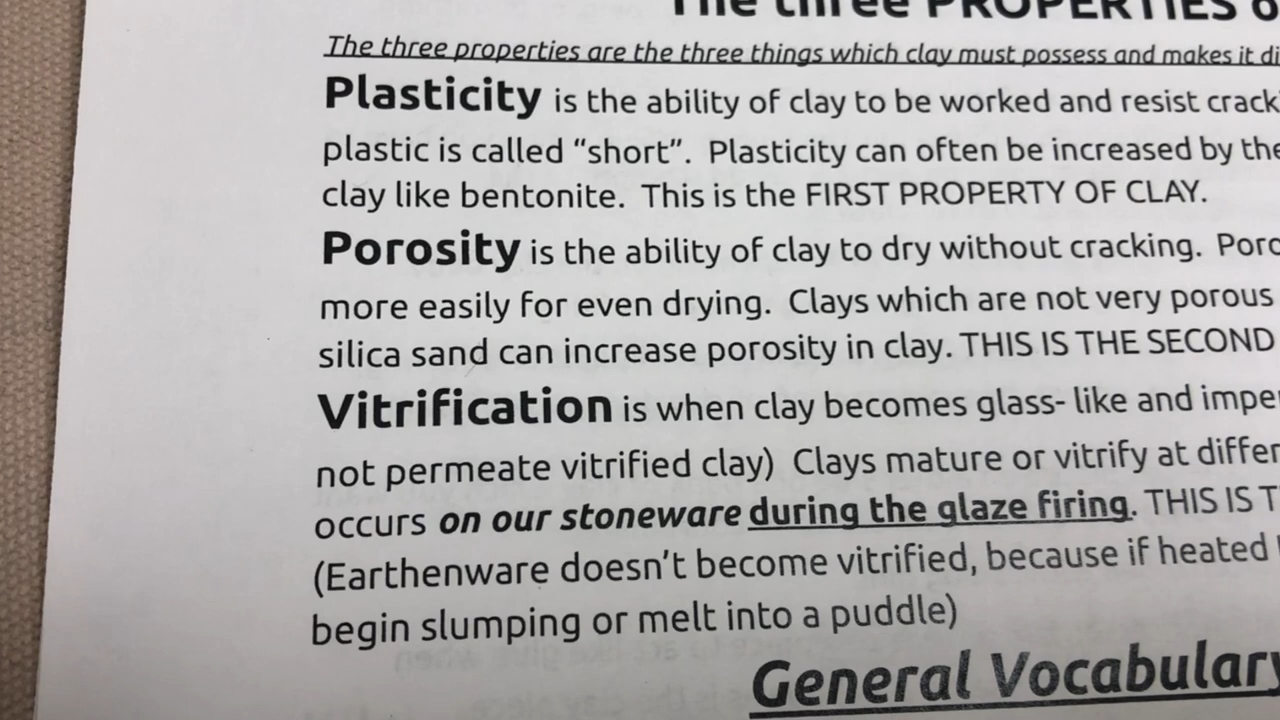 The three PROPERTIES
The three properties are the three things which clay must possess and makes it
Plasticity is the ability of clay to be worked and resist
plastic is called “short”. Plasticity can often be increased by
clay like bentonite. This is the FIRST PROPERTY OF CLAY.
Porosity is the ability of clay to dry without cracking.
more easily for even drying. Clays which are not very porous
silica sand can increase porosity in clay. THIS IS THE SECOND
Vitrification is when clay becomes glass- like and
not permeate vitrified clay) Clays mature or vitrify at
occurs on our stoneware during the glaze firing. THIS IS
(Earthenware doesn’t become vitrified, because if heated
begin slumping or melt into a puddle)
General Vocabulary